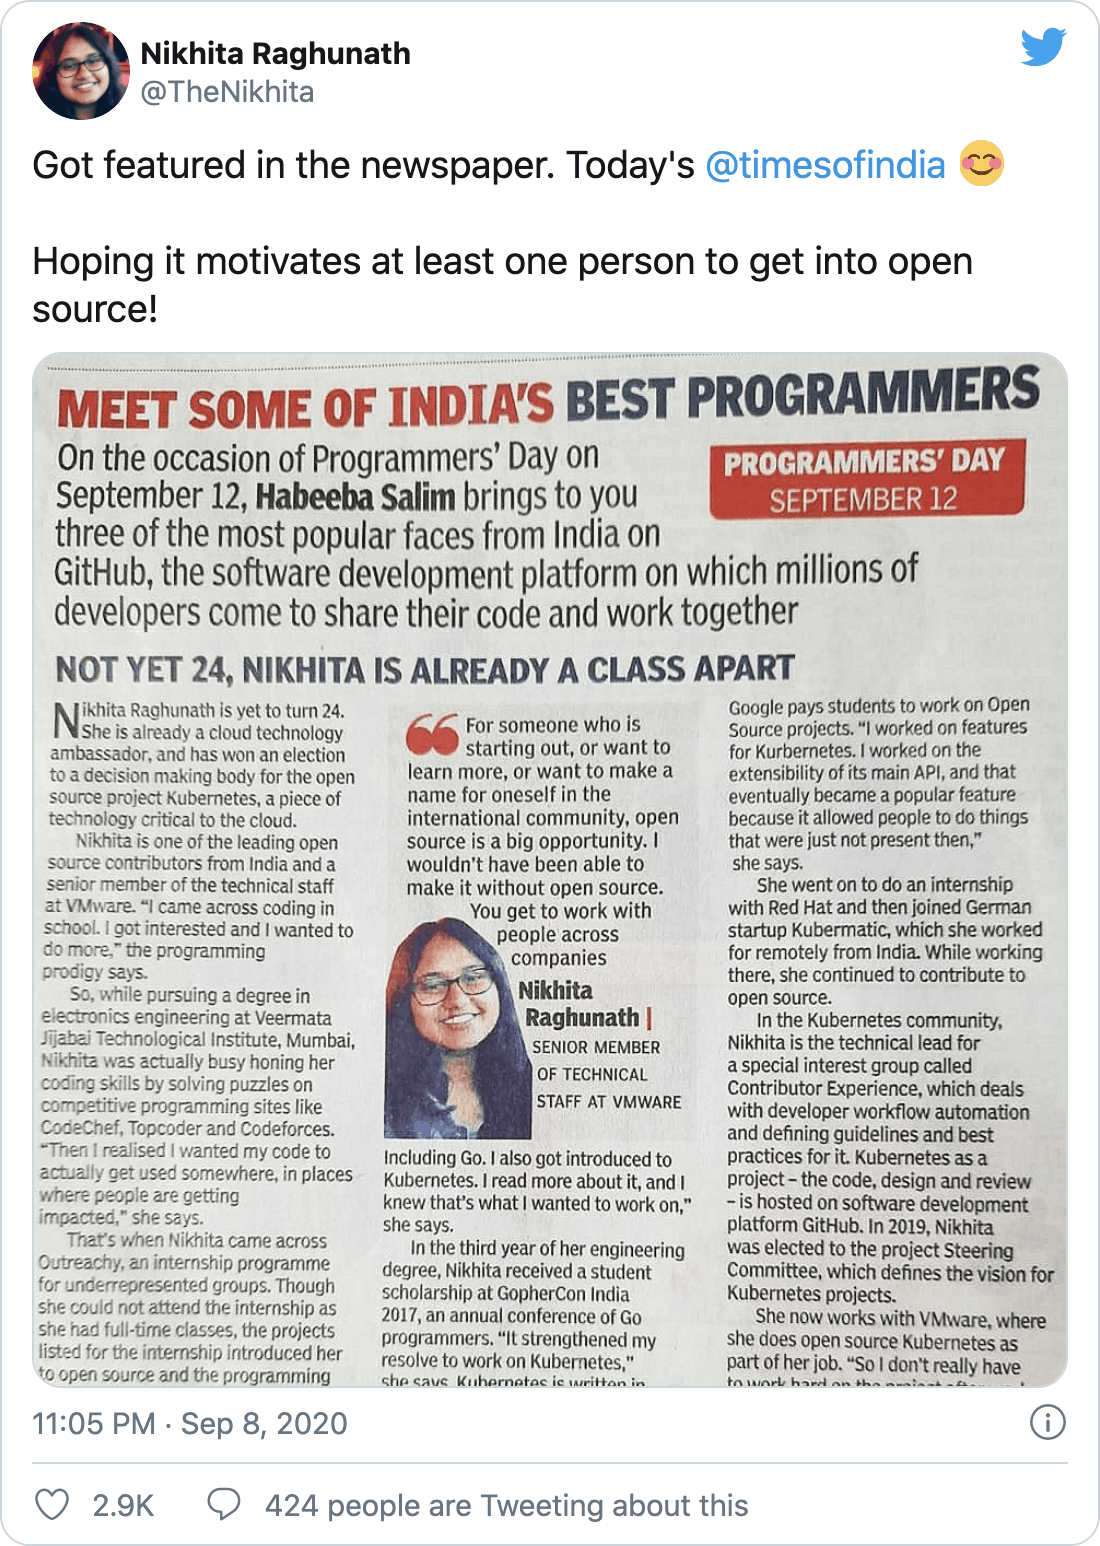 Nikhita Raghunath
@TheNikhita
Got featured in the newspaper. Today's @timesofindia 😊
Hoping it motivates at least one person to get into open
source!
MEET SOME OF INDIA'S BEST PROGRAMMERS
On the occasion of Programmers' Day on
September 12, Habeeba Salim brings to you
three of the most popular faces from India on
GitHub, the software development platform on which millions of
developers come to share their code and work together
PROGRAMMERS' DAY
SEPTEMBER 12
NOT YET 24, NIKHITA IS ALREADY A CLASS APART
Nikhita Raghunath is yet to turn 24.
She is already a cloud technology
ambassador, and has won an election
to a decision making body for the open
source project Kubernetes, a piece of
technology critical to the cloud.
Nikhita is one of the leading open
source contributors from India and a
senior member of the technical staff
at VMware. “I came across coding in
school. I got interested and I wanted to
do more,” the programming
prodigy says.
So, while pursuing a degree in
electronics engineering at Veermata
Jijabai Technological Institute, Mumbai,
Nikhita was actually busy honing her
coding skills by solving puzzles on
competitive programming sites like
CodeChef, Topcoder and Codeforces.
“Then I realised I wanted my code to
actually get used somewhere, in places
where people are getting
impacted,” she says.
That's when Nikhita came across
Outreachy, an internship programme
for underrepresented groups. Though
she could not attend the internship as
she had full-time classes, the projects
listed for the internship introduced her
to open source and the programming
“For someone who is
starting out, or want to
learn more, or want to make a
name for oneself in the
international community, open
source is a big opportunity. I
wouldn't have been able to
make it without open source.
You get to work with
people across
companies
Nikhita
Raghunath |
SENIOR MEMBER
OF TECHNICAL
STAFF AT VMWARE
Including Go. I also got introduced to
Kubernetes. I read more about it, and I
knew that's what I wanted to work on,”
she says.
In the third year of her engineering
degree, Nikhita received a student
scholarship at GopherCon India
2017, an annual conference of Go
programmers. “It strengthened my
resolve to work on Kubernetes,”
she says. Kubernetes is written in
Google pays students to work on Open
Source projects. “I worked on features
for Kurbernetes. I worked on the
extensibility of its main API, and that
eventually became a popular feature
because it allowed people to do things
that were just not present then,”
she says.
She went on to do an internship
with Red Hat and then joined German
startup Kubermatic, which she worked
for remotely from India. While working
there, she continued to contribute to
open source.
In the Kubernetes community,
Nikhita is the technical lead for
a special interest group called
Contributor Experience, which deals
with developer workflow automation
and defining guidelines and best
practices for it. Kubernetes as a
project – the code, design and review
– is hosted on software development
platform GitHub. In 2019, Nikhita
was elected to the project Steering
Committee, which defines the vision for
Kubernetes projects.
She now works with VMware, where
she does open source Kubernetes as
part of her job. “So I don't really have
to work hard on the
11:05 PM · Sep 8, 2020
2.9K
424 people are Tweeting about this